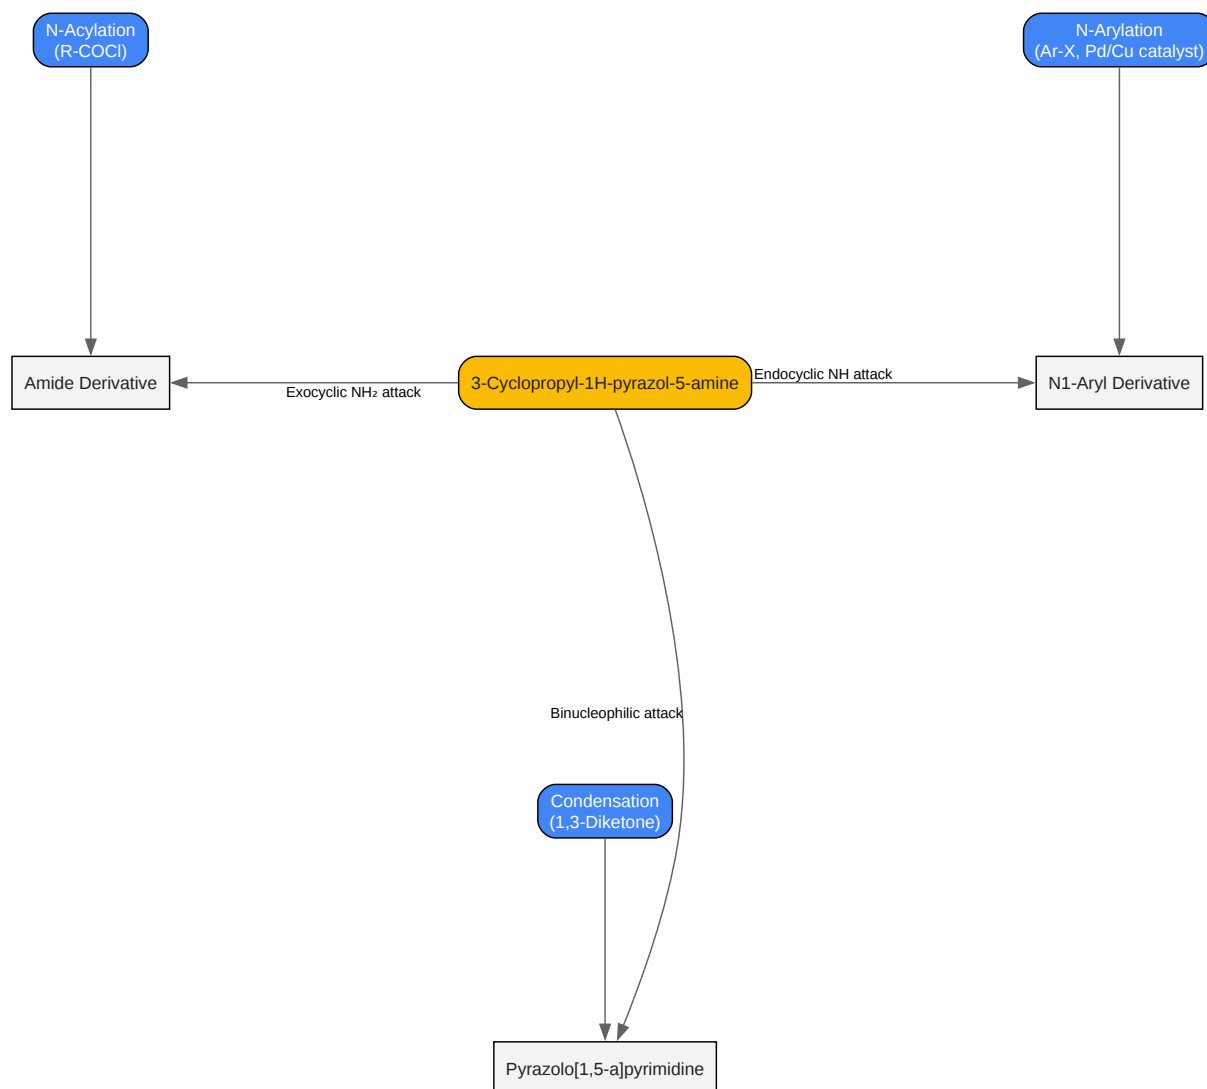 N-Acylation
(R-COCl)
N-Arylation
(Ar-X, Pd/Cu catalyst)
Amide Derivative
Exocyclic NH₂ attack
3-Cyclopropyl-1H-pyrazol-5-amine
Endocyclic NH attack
N1-Aryl Derivative
Binucleophilic attack
Condensation
(1,3-Diketone)
Pyrazolo[1,5-a]pyrimidine